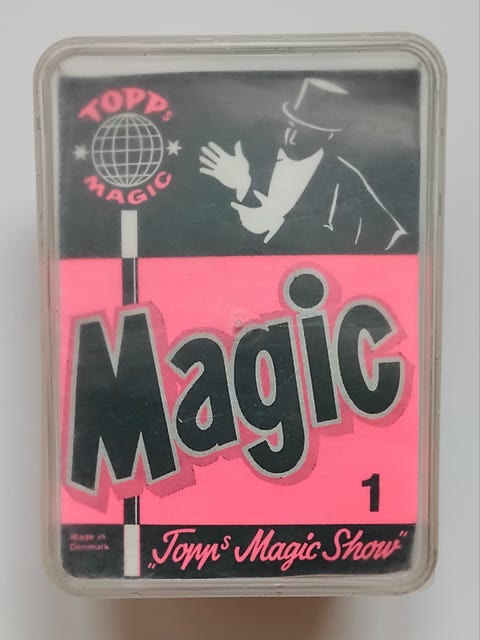 TOPPs
MAGIC
Magic
1
Made in
Denmark
„Topps Magic Show"